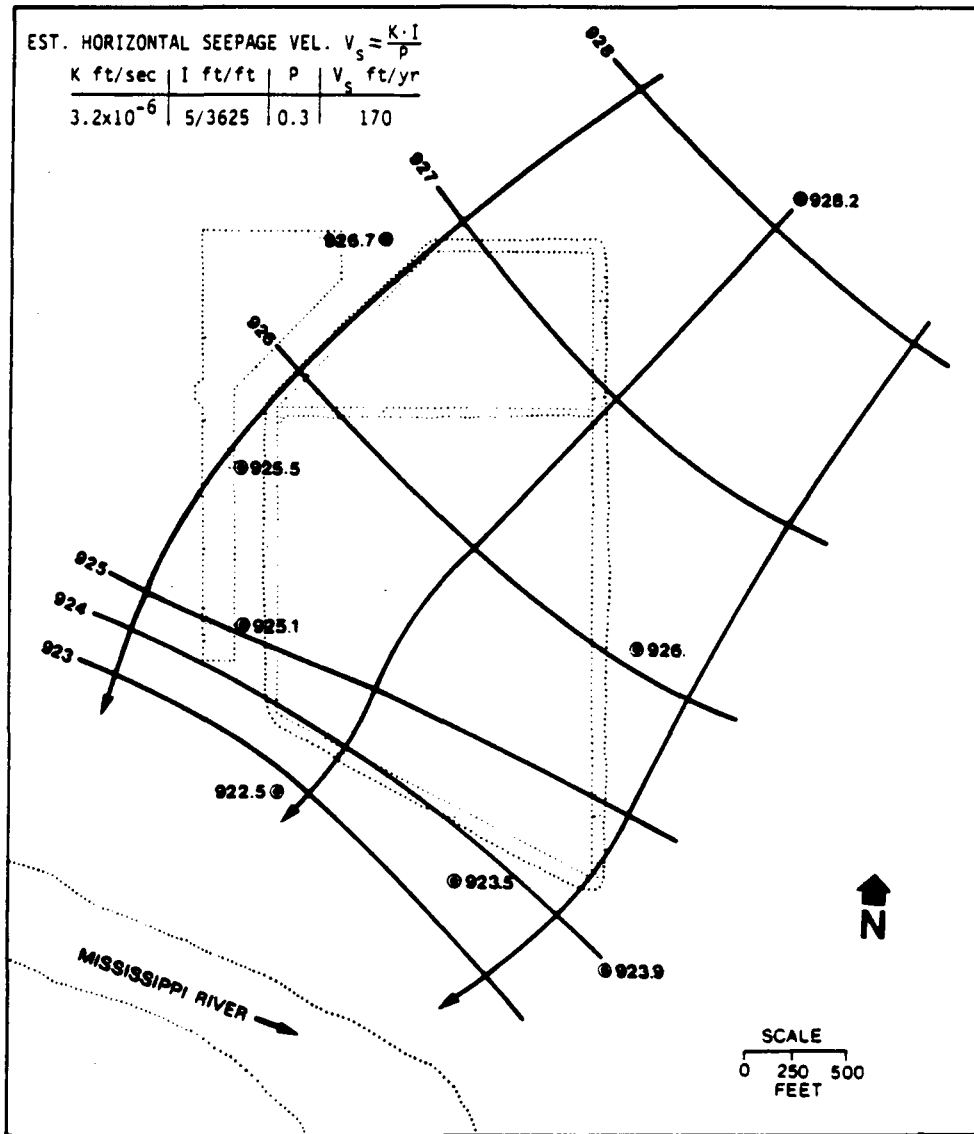 EST. HORIZONTAL SEEPAGE VEL. Vs = K·I/P
K ft/sec | I ft/ft | P | Vs ft/yr
3.2x10⁻⁶ | 5/3625 | 0.3 | 170
928
928.2
927
926.7
926
925.5
925
924
925.1
923
926.
922.5
923.5
923.9
N
MISSISSIPPI RIVER
SCALE
0 250 500
FEET